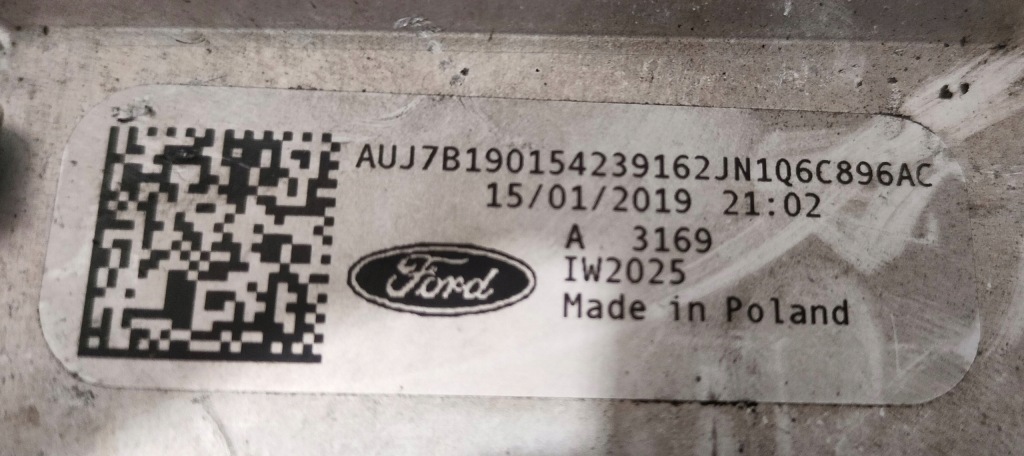 AUJ7B190154239162JN1Q6C896AC
15/01/2019 21:02
A 3169
Ford
IW2025
Made in Poland